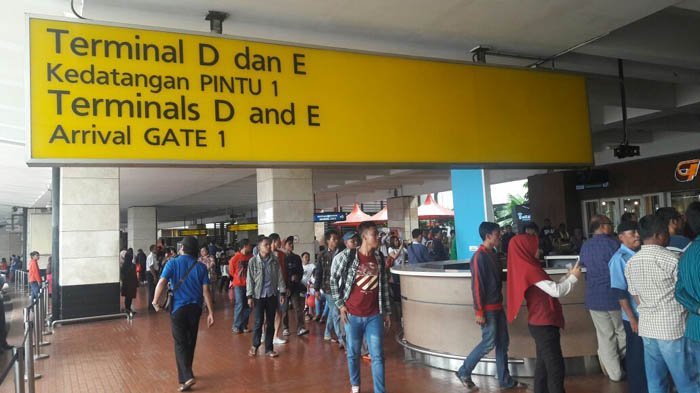 Terminal D dan E
Kedatangan PINTU 1
Terminals D and E
Arrival GATE 1